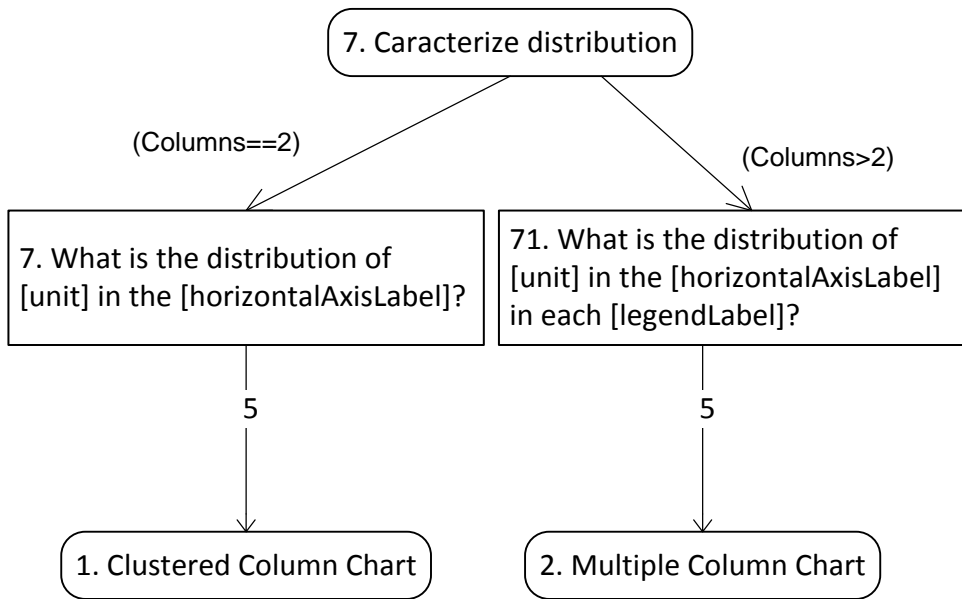 7. Caracterize distribution
(Columns==2)
(Columns>2)
7. What is the distribution of
[unit] in the [horizontalAxisLabel]?
71. What is the distribution of
[unit] in the [horizontalAxisLabel]
in each [legendLabel]?
5
5
1. Clustered Column Chart
2. Multiple Column Chart